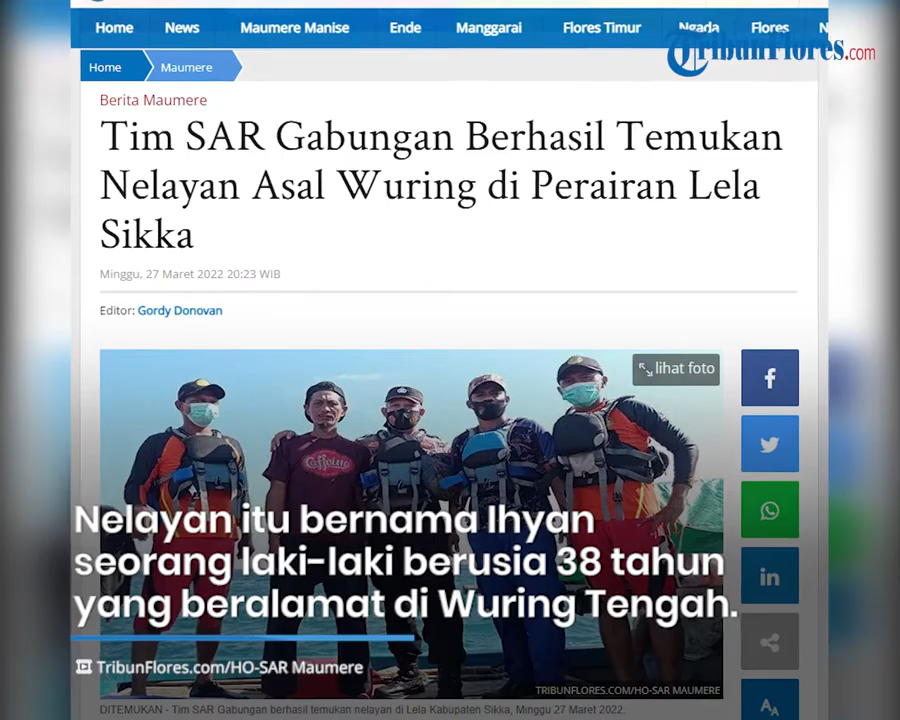 Home News Maumere Manise Ende Manggarai Flores Timur Ngada Flores
TribunFlores.com
Home Maumere
Berita Maumere
Tim SAR Gabungan Berhasil Temukan
Nelayan Asal Wuring di Perairan Lela
Sikka
Minggu, 27 Maret 2022 20:23 WIB
Editor: Gordy Donovan
lihat foto
Caffeino
Nelayan itu bernama Ihyan
seorang laki-laki berusia 38 tahun
yang beralamat di Wuring Tengah.
TribunFlores.com/HO-SAR Maumere
TRIBUNFLORES.COM/HO-SAR MAUMERE
DITEMUKAN - Tim SAR Gabungan berhasil temukan nelayan di Lela Kabupaten Sikka, Minggu 27 Maret 2022.
AA